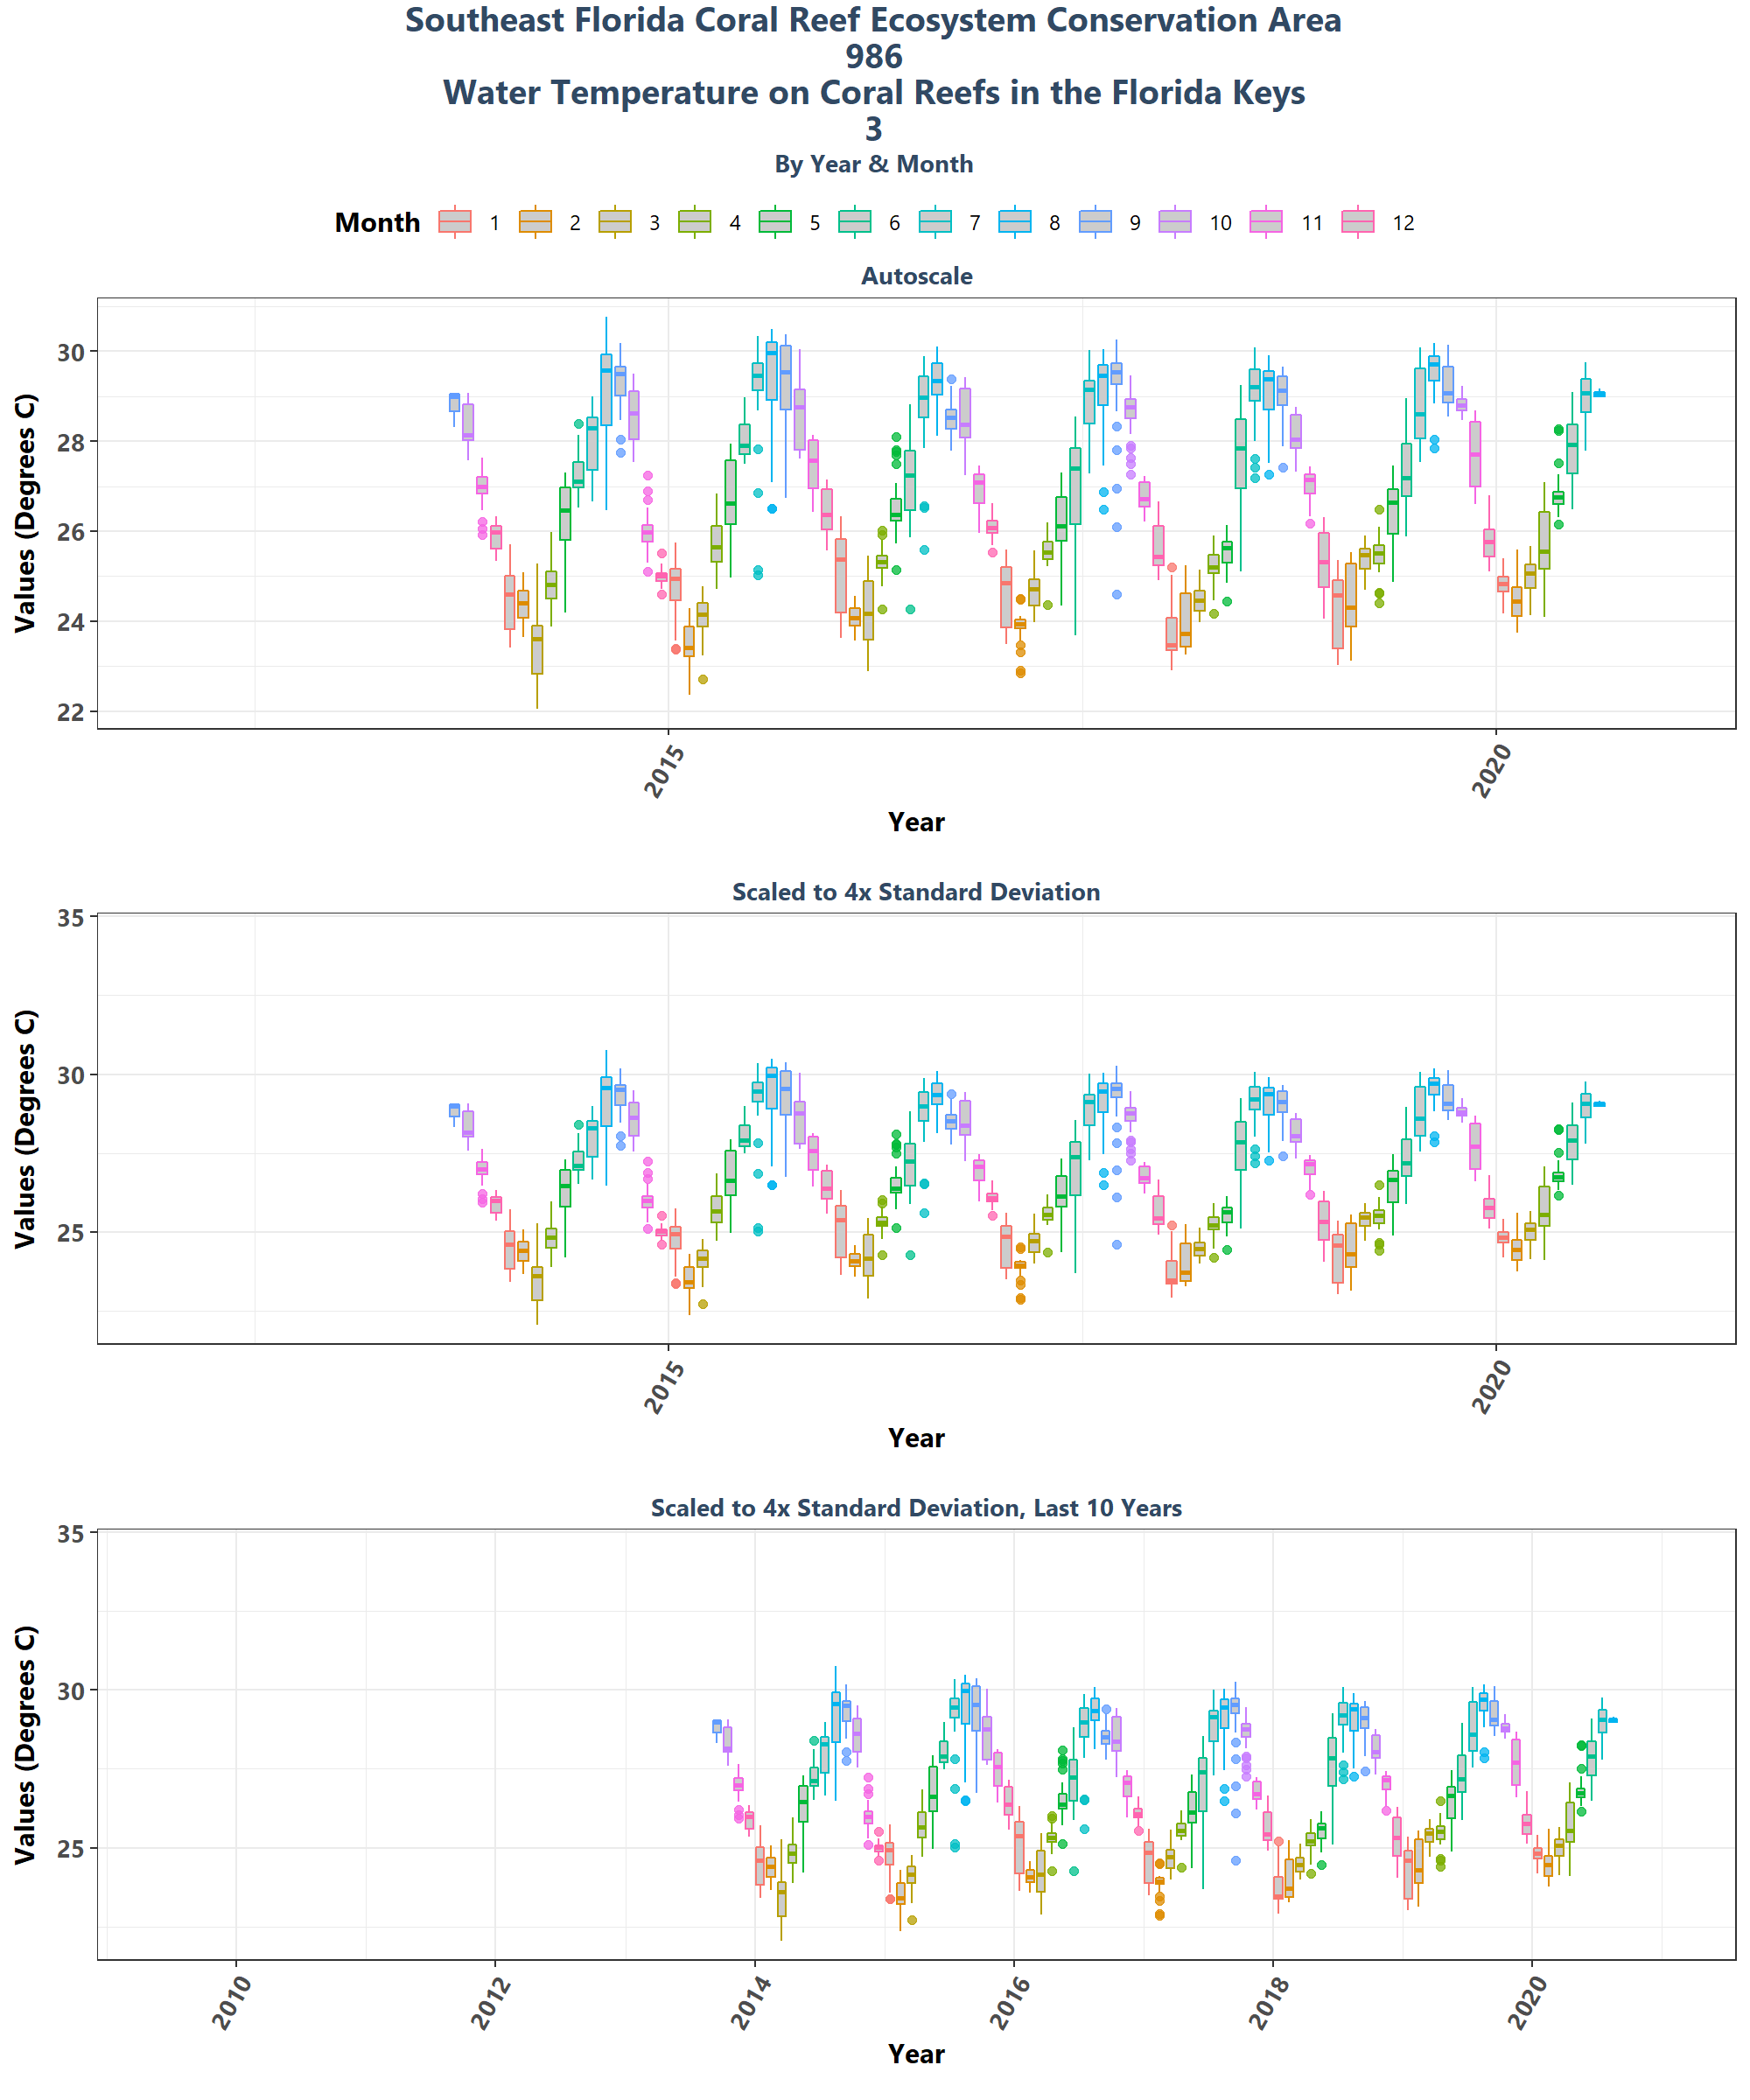 Southeast Florida Coral Reef Ecosystem Conservation Area
986
Water Temperature on Coral Reefs in the Florida Keys
3
By Year & Month
Month 1 2 3 4 5 6 7 8 9 10 11 12
Autoscale
Values (Degrees C)
30
28
26
24
22
2015 2020
Year
Scaled to 4x Standard Deviation
Values (Degrees C)
35
30
25
2015 2020
Year
Scaled to 4x Standard Deviation, Last 10 Years
Values (Degrees C)
35
30
25
2010 2012 2014 2016 2018 2020
Year